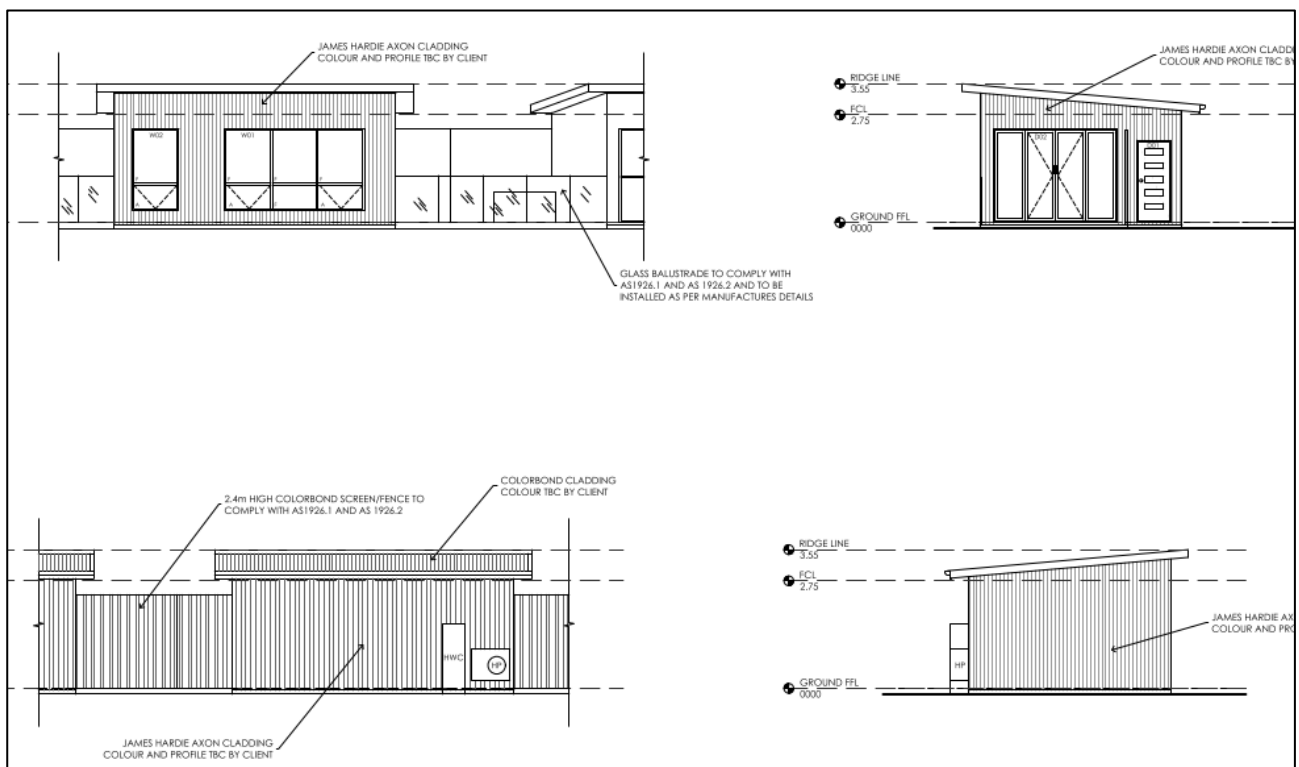 JAMES HARDIE AXON CLADDING
COLOUR AND PROFILE TBC BY CLIENT
W02
W01
F
F
F
F
A
A
F
A
GLASS BALUSTRADE TO COMPLY WITH
AS1926.1 AND AS 1926.2 AND TO BE
INSTALLED AS PER MANUFACTURES DETAILS
JAMES HARDIE AXON CLADDI
COLOUR AND PROFILE TBC BY
RIDGE LINE
3.55
FCL
2.75
D02
D01
GROUND FFL
0000
2.4m HIGH COLORBOND SCREEN/FENCE TO
COMPLY WITH AS1926.1 AND AS 1926.2
COLORBOND CLADDING
COLOUR TBC BY CLIENT
HWC
HP
JAMES HARDIE AXON CLADDING
COLOUR AND PROFILE TBC BY CLIENT
RIDGE LINE
3.55
FCL
2.75
JAMES HARDIE AX
COLOUR AND PRO
HP
GROUND FFL
0000